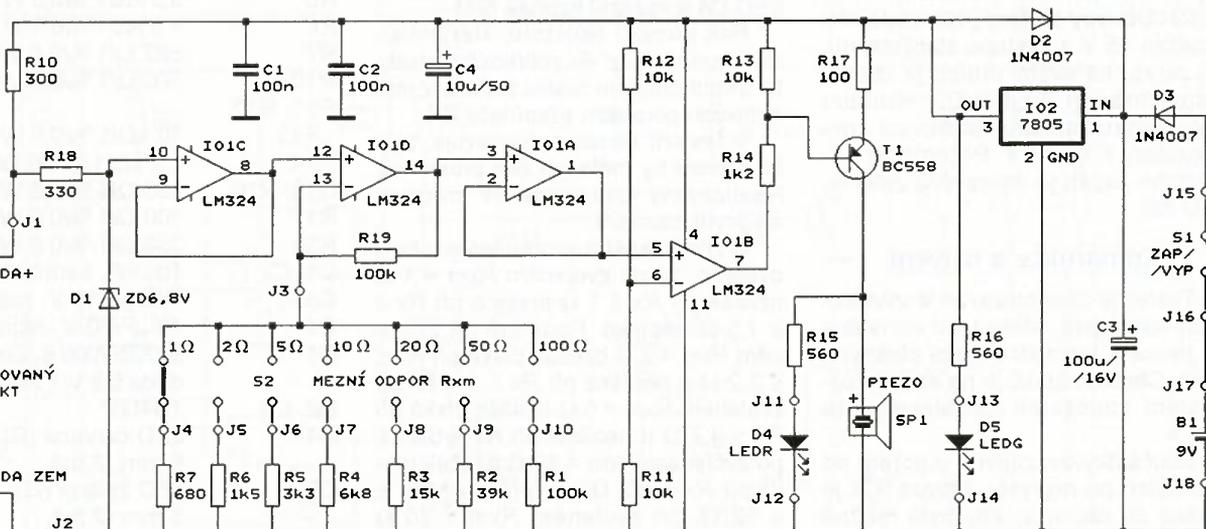 R10
300
C1
100n
C2
100n
C4
10u/50
+
R12
10k
R13
10k
R17
100
D2
1N4007
OUT
3
IO2
7805
IN
1
2
GND
D3
1N4007
R18
330
10
9
IO1C
8
LM324
+
-
12
13
IO1D
14
LM324
+
-
3
2
IO1A
1
LM324
+
-
R14
1k2
T1
BC558
J15
S1
ZAP/
/VYP
J1
DA+
R19
100k
5
6
4
IO1B
7
LM324
11
+
-
D1
ZD6,8V
J3
J16
R15
560
R16
560
C3
+
100u/
/16V
1Ω
2Ω
5Ω
10Ω
20Ω
50Ω
100Ω
OVANÝ
KT
S2
MEZNÍ ODPOR Rxm
PIEZO
+
SP1
J17
J11
J13
J4
J5
J6
J7
J8
J9
J10
D4
LEDR
D5
LEDG
B1
9V
DA ZEM
J2
R7
680
R6
1k5
R5
3k3
R4
6k8
R3
15k
R2
39k
R1
100k
R11
10k
J12
J14
J18